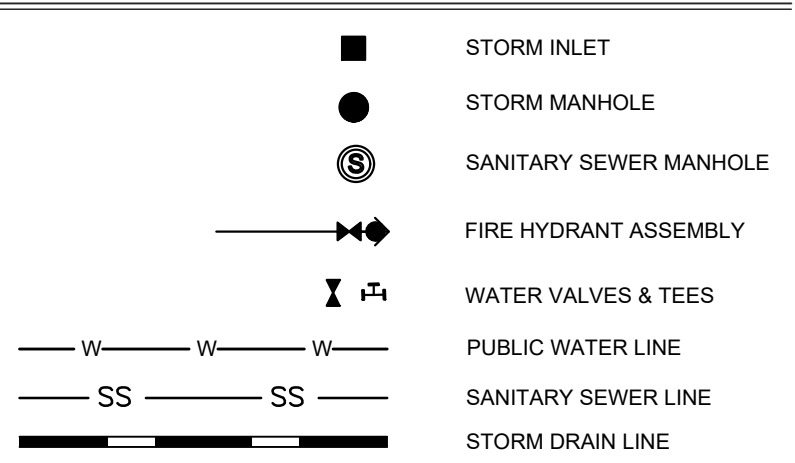 STORM INLET
STORM MANHOLE
S SANITARY SEWER MANHOLE
FIRE HYDRANT ASSEMBLY
WATER VALVES & TEES
W W W PUBLIC WATER LINE
SS SS SANITARY SEWER LINE
STORM DRAIN LINE